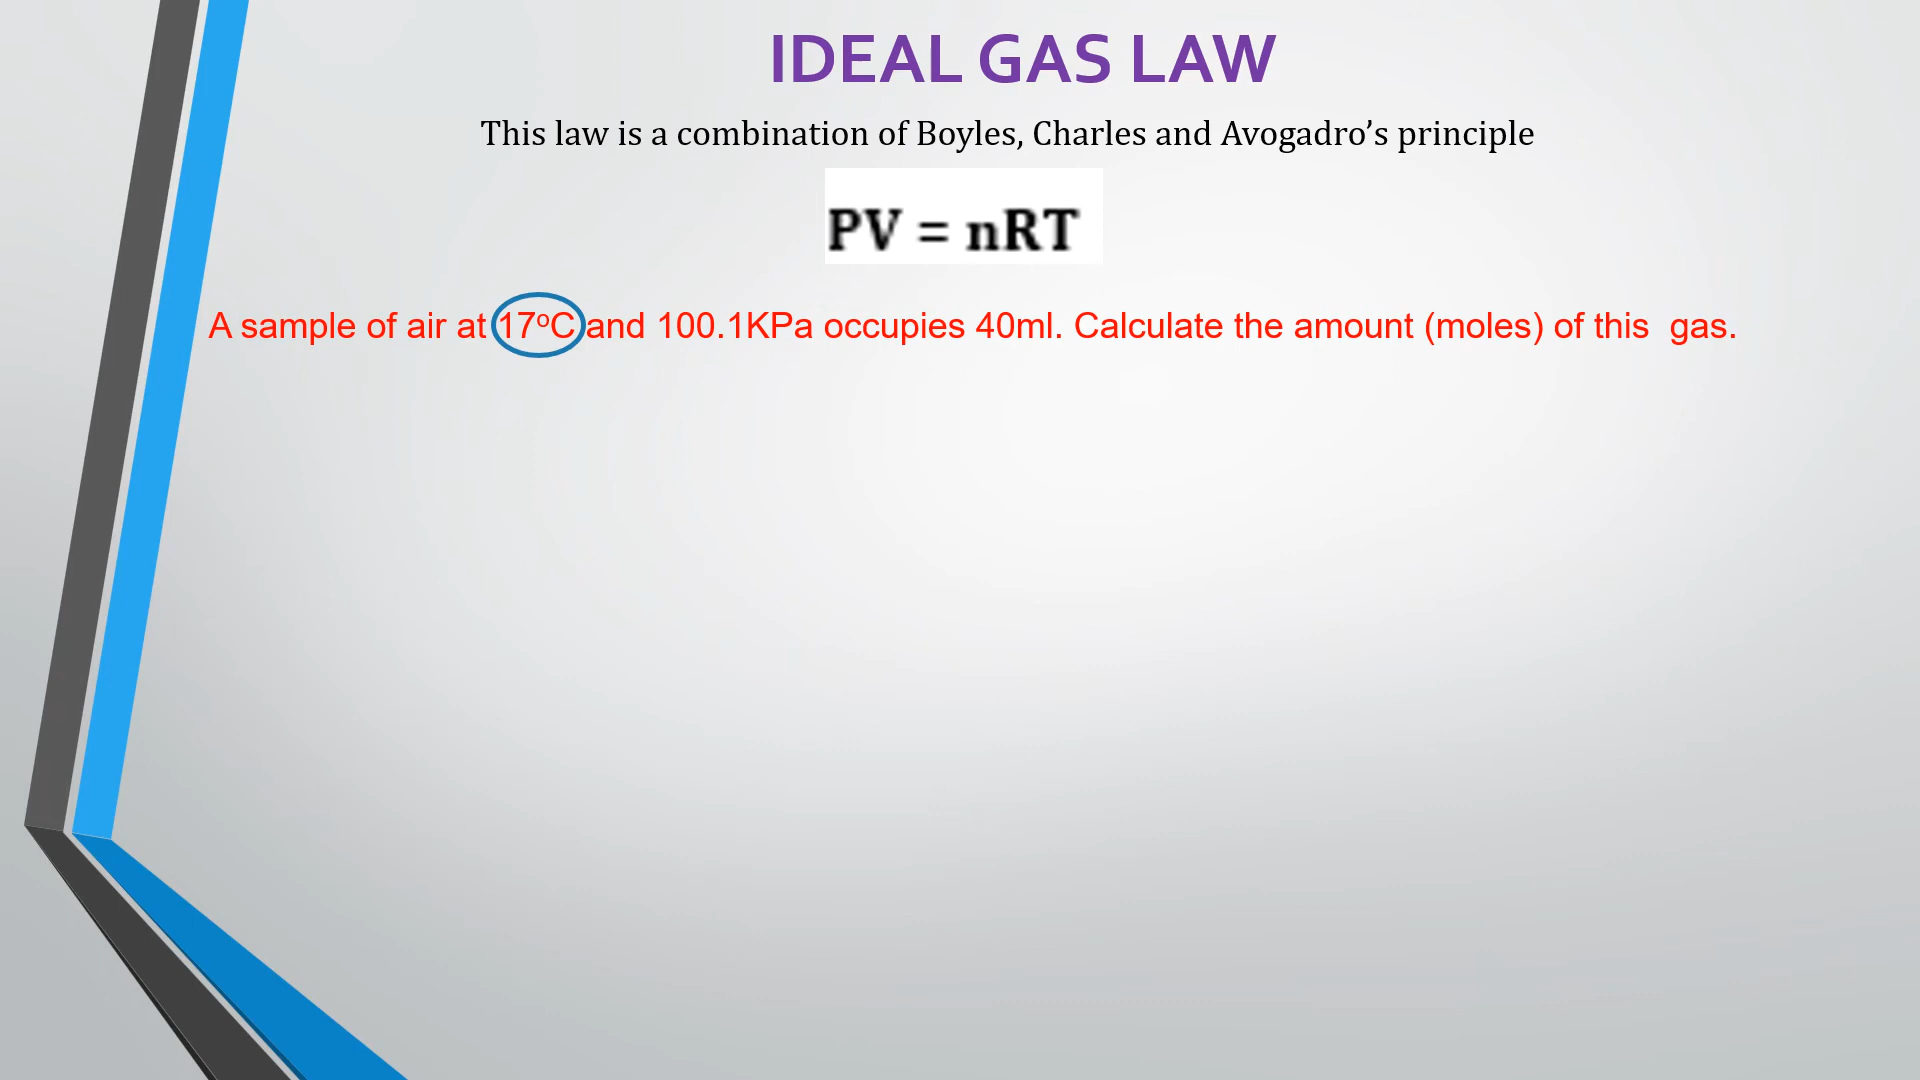 IDEAL GAS LAW
This law is a combination of Boyles, Charles and Avogadro’s principle
PV = nRT
A sample of air at 17oC and 100.1KPa occupies 40ml. Calculate the amount (moles) of this  gas.